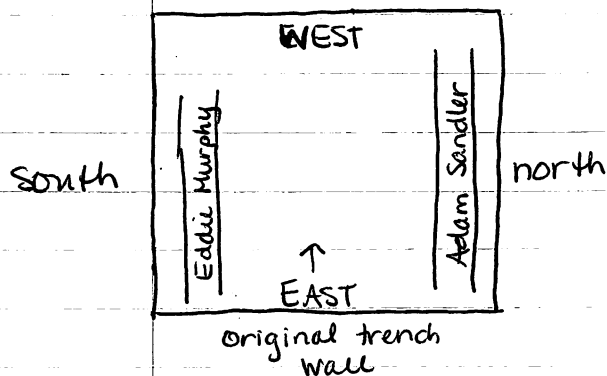 WEST
south
Eddie Murphy
Adam Sandler
north
↑
EAST
original trench
wall